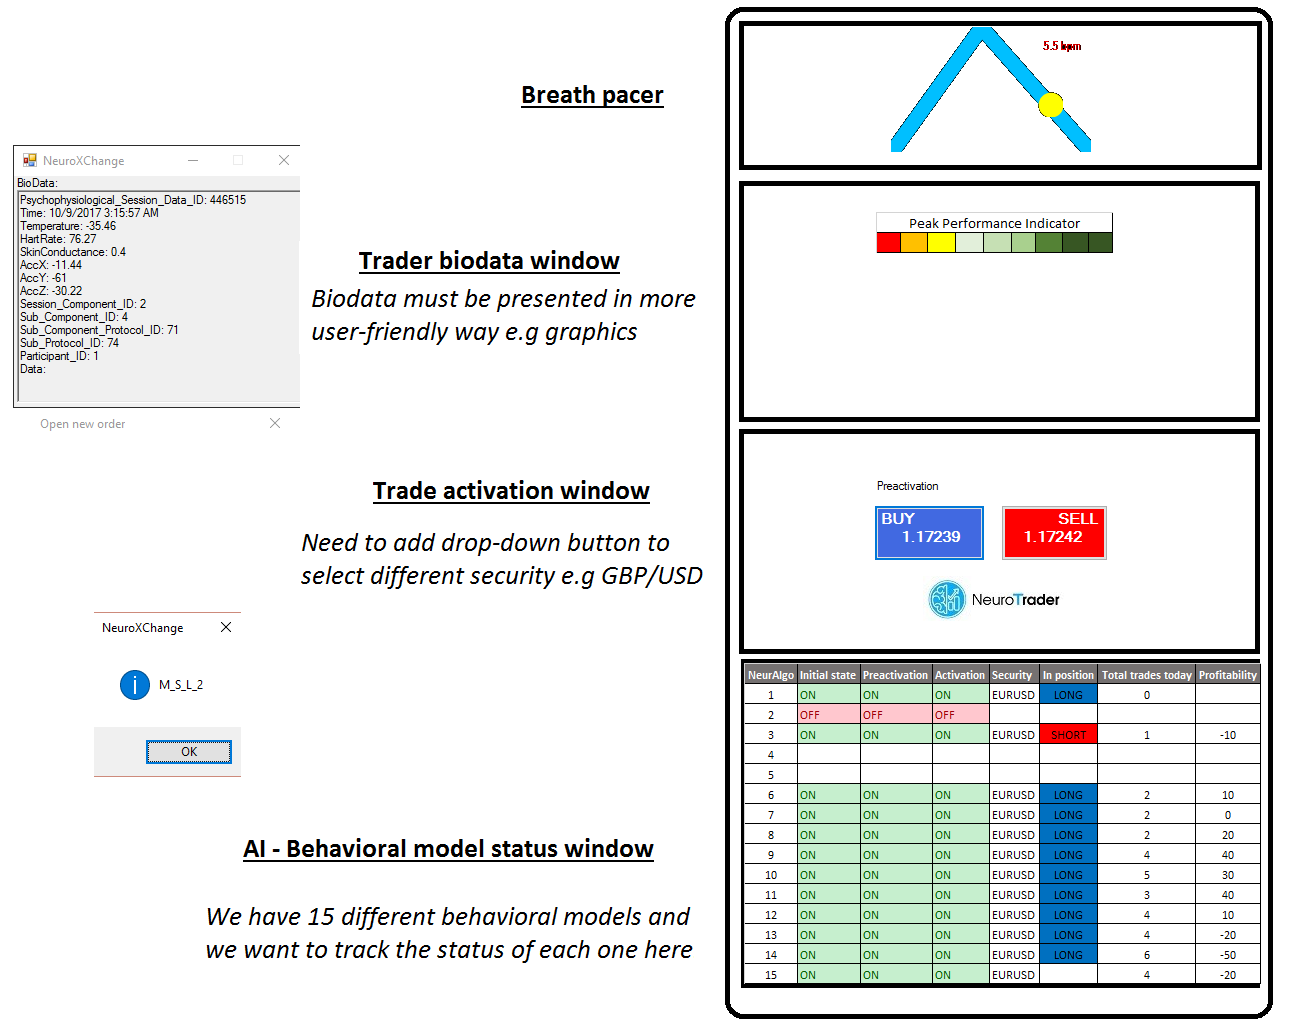 5.5 bpm
Breath pacer
NeuroXChange
BioData:
Psychophysiological_Session_Data_ID: 446515
Time: 10/9/2017 3:15:57 AM
Temperature: -35.46
HartRate: 76.27
SkinConductance: 0.4
AccX: -11.44
AccY: -61
AccZ: -30.22
Session_Component_ID: 2
Sub_Component_ID: 4
Sub_Component_Protocol_ID: 71
Sub_Protocol_ID: 74
Participant_ID: 1
Data:
Open new order
Trader biodata window
Biodata must be presented in more
user-friendly way e.g graphics
Peak Performance Indicator
Trade activation window
Need to add drop-down button to
select different security e.g GBP/USD
Preactivation
BUY
1.17239
SELL
1.17242
NeuroTrader
NeuroXChange
M_S_L_2
OK
AI - Behavioral model status window
We have 15 different behavioral models and
we want to track the status of each one here
NeurAlgo Initial state Preactivation Activation Security In position Total trades today Profitability
1 ON ON ON EURUSD LONG 0
2 OFF OFF OFF
3 ON ON ON EURUSD SHORT 1 -10
4
5
6 ON ON ON EURUSD LONG 2 10
7 ON ON ON EURUSD LONG 2 0
8 ON ON ON EURUSD LONG 2 20
9 ON ON ON EURUSD LONG 4 40
10 ON ON ON EURUSD LONG 5 30
11 ON ON ON EURUSD LONG 3 40
12 ON ON ON EURUSD LONG 4 10
13 ON ON ON EURUSD LONG 4 -20
14 ON ON ON EURUSD LONG 6 -50
15 ON ON ON EURUSD 4 -20